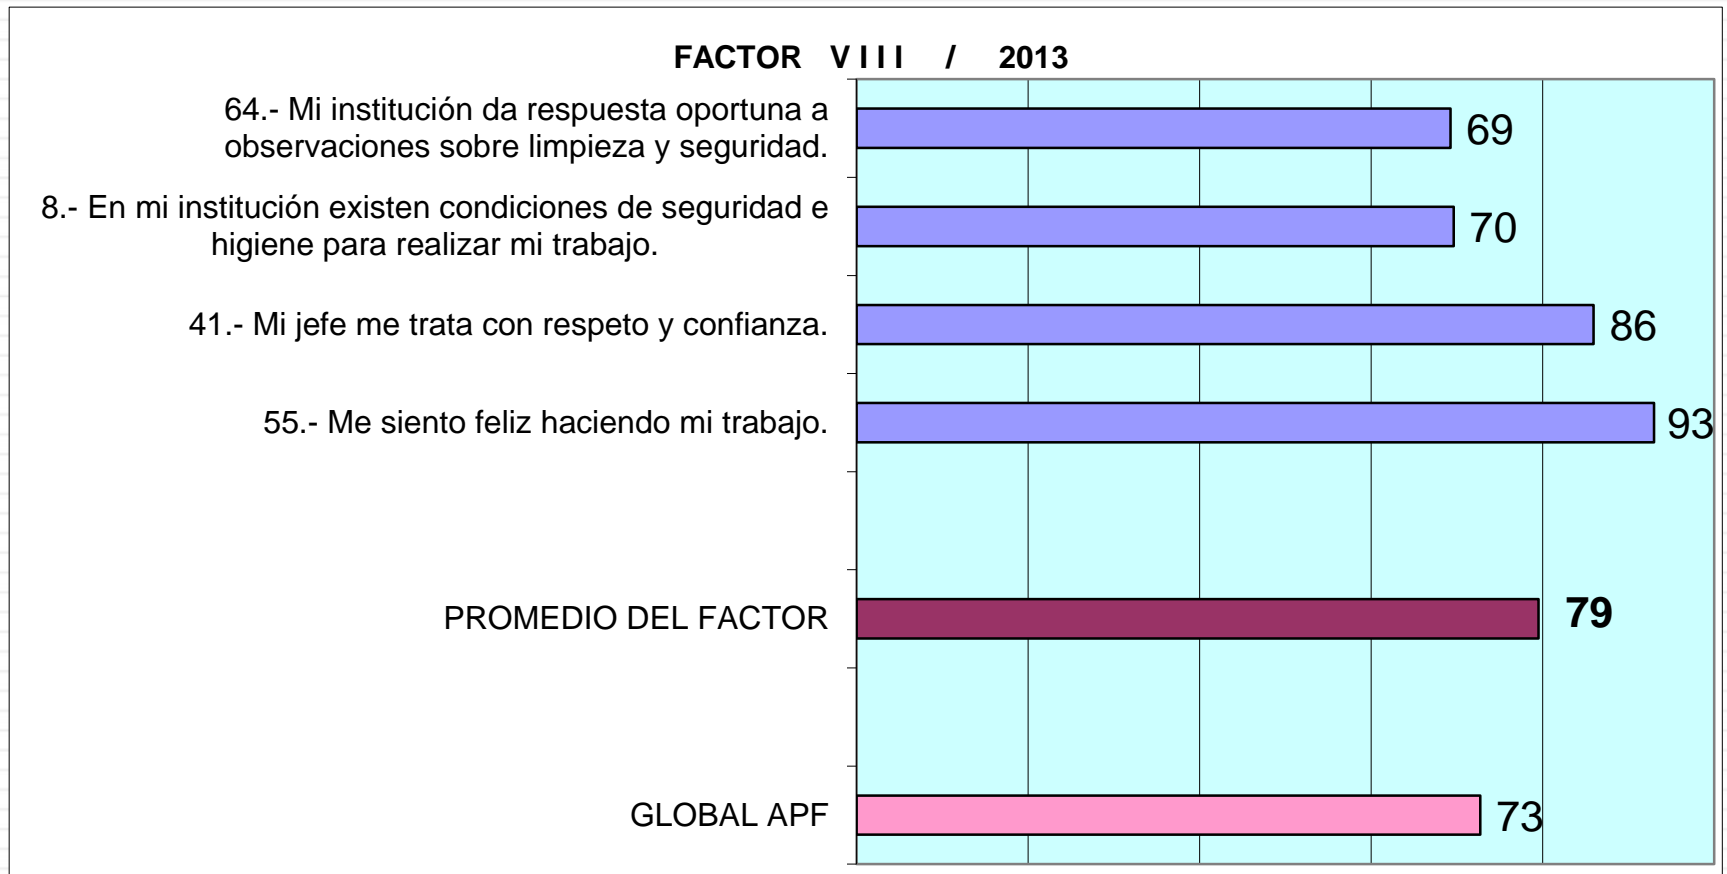 FACTOR VIII / 2013
64.- Mi institución da respuesta oportuna a
observaciones sobre limpieza y seguridad.
69
8.- En mi institución existen condiciones de seguridad e
higiene para realizar mi trabajo.
70
41.- Mi jefe me trata con respeto y confianza.
86
55.- Me siento feliz haciendo mi trabajo.
93
PROMEDIO DEL FACTOR
79
GLOBAL APF
73